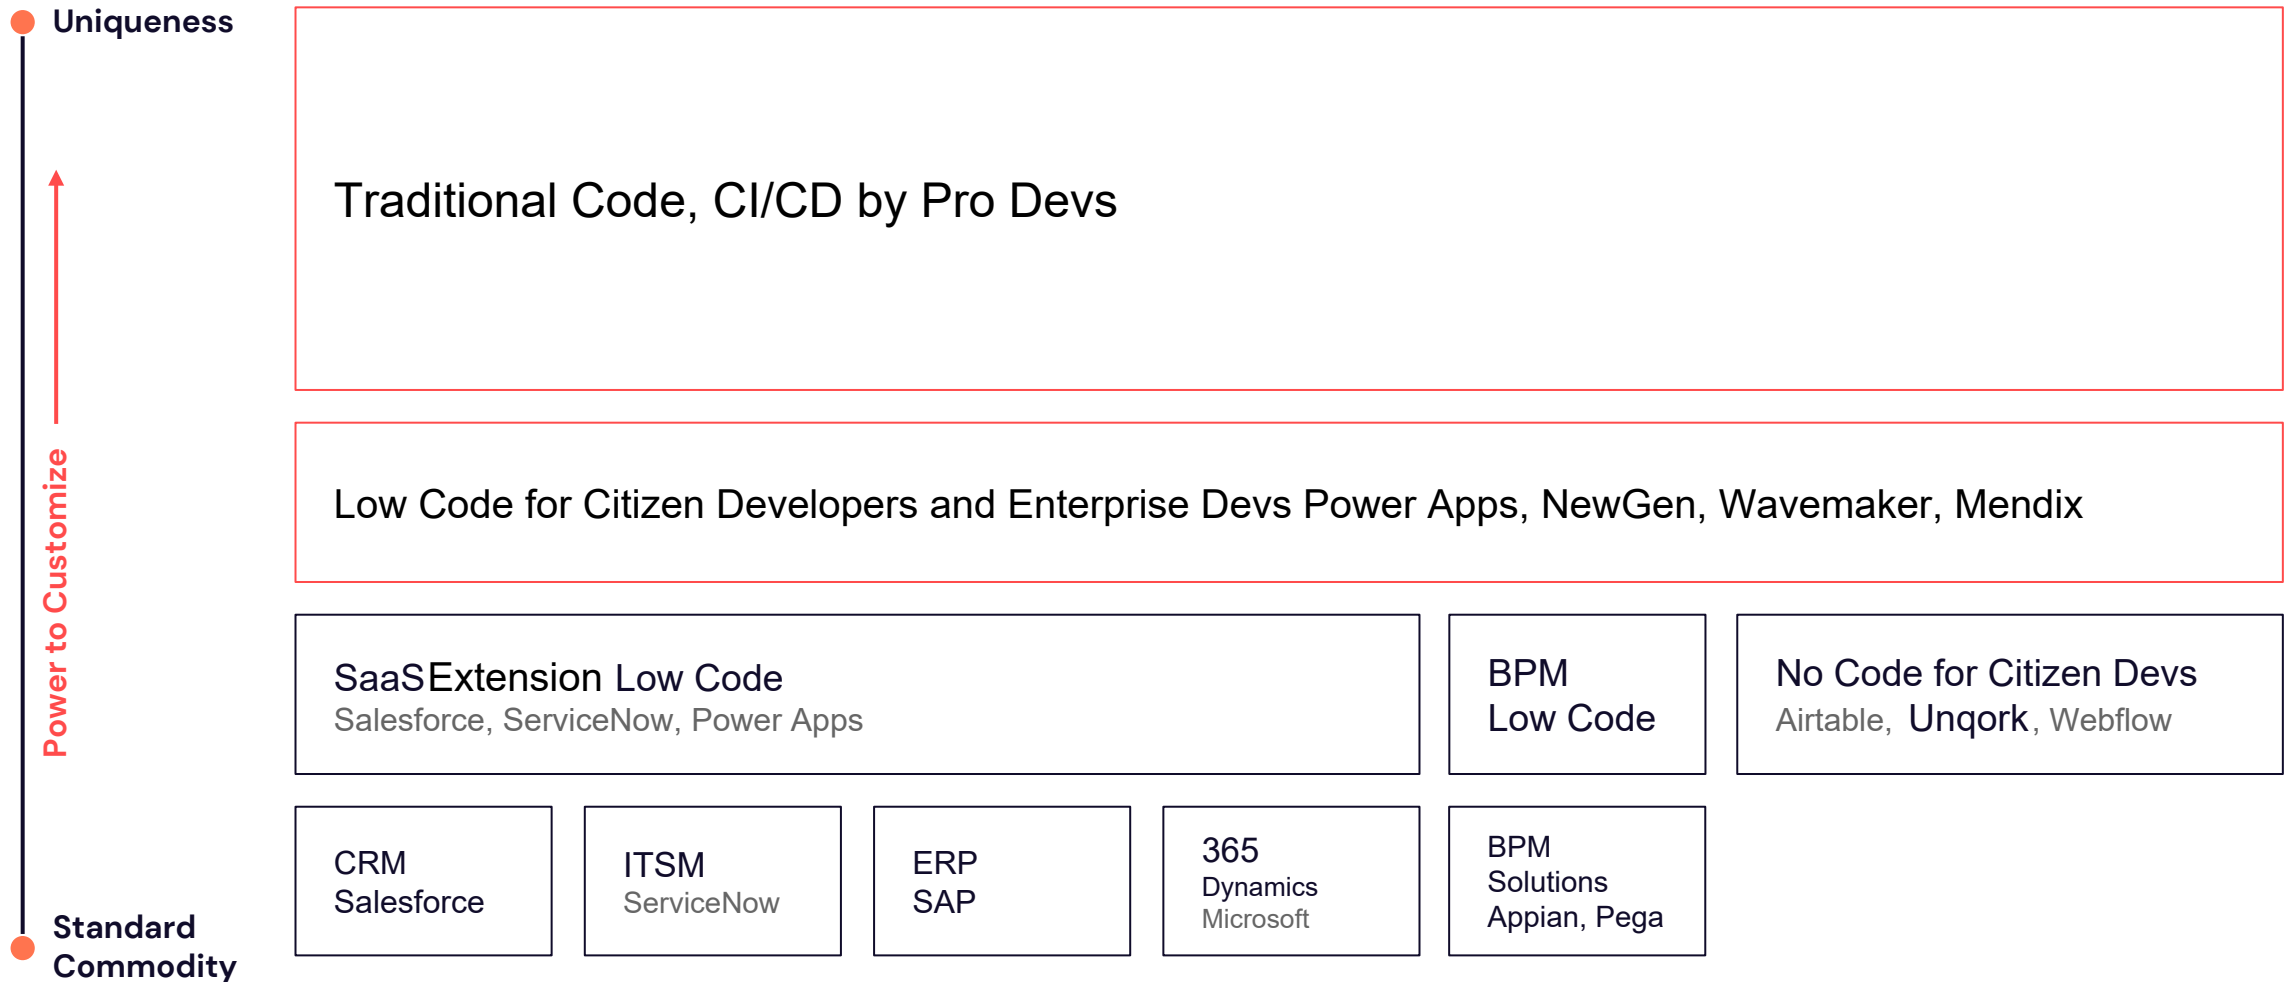 Uniqueness
Power to Customize
Standard
Commodity
Traditional Code, CI/CD by Pro Devs
Low Code for Citizen Developers and Enterprise Devs Power Apps, NewGen, Wavemaker, Mendix
SaaS Extension Low Code
Salesforce, ServiceNow, Power Apps
BPM
Low Code
No Code for Citizen Devs
Airtable, Unqork, Webflow
CRM
Salesforce
ITSM
ServiceNow
ERP
SAP
365
Dynamics
Microsoft
BPM
Solutions
Appian, Pega